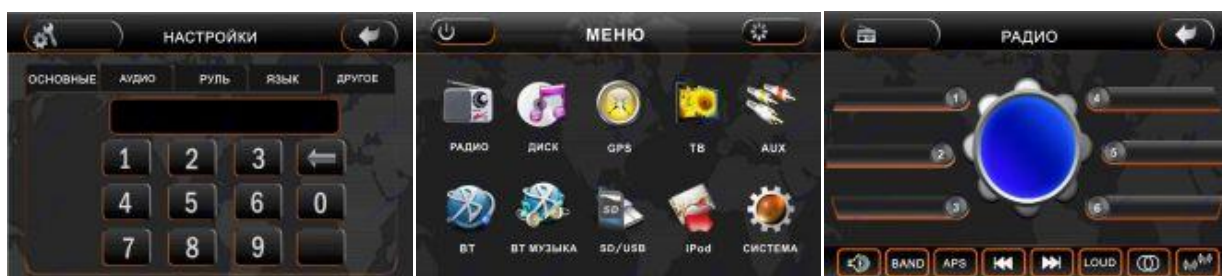 НАСТРОЙКИ
ОСНОВНЫЕ АУДИО РУЛЬ ЯЗЫК ДРУГОЕ
1 2 3
4 5 6 0
7 8 9
МЕНЮ
РАДИО ДИСК GPS ТВ AUX
SD
BT BT МУЗЫКА SD/USB iPod СИСТЕМА
РАДИО
1 4
2 5
3 6
BAND APS LOUD